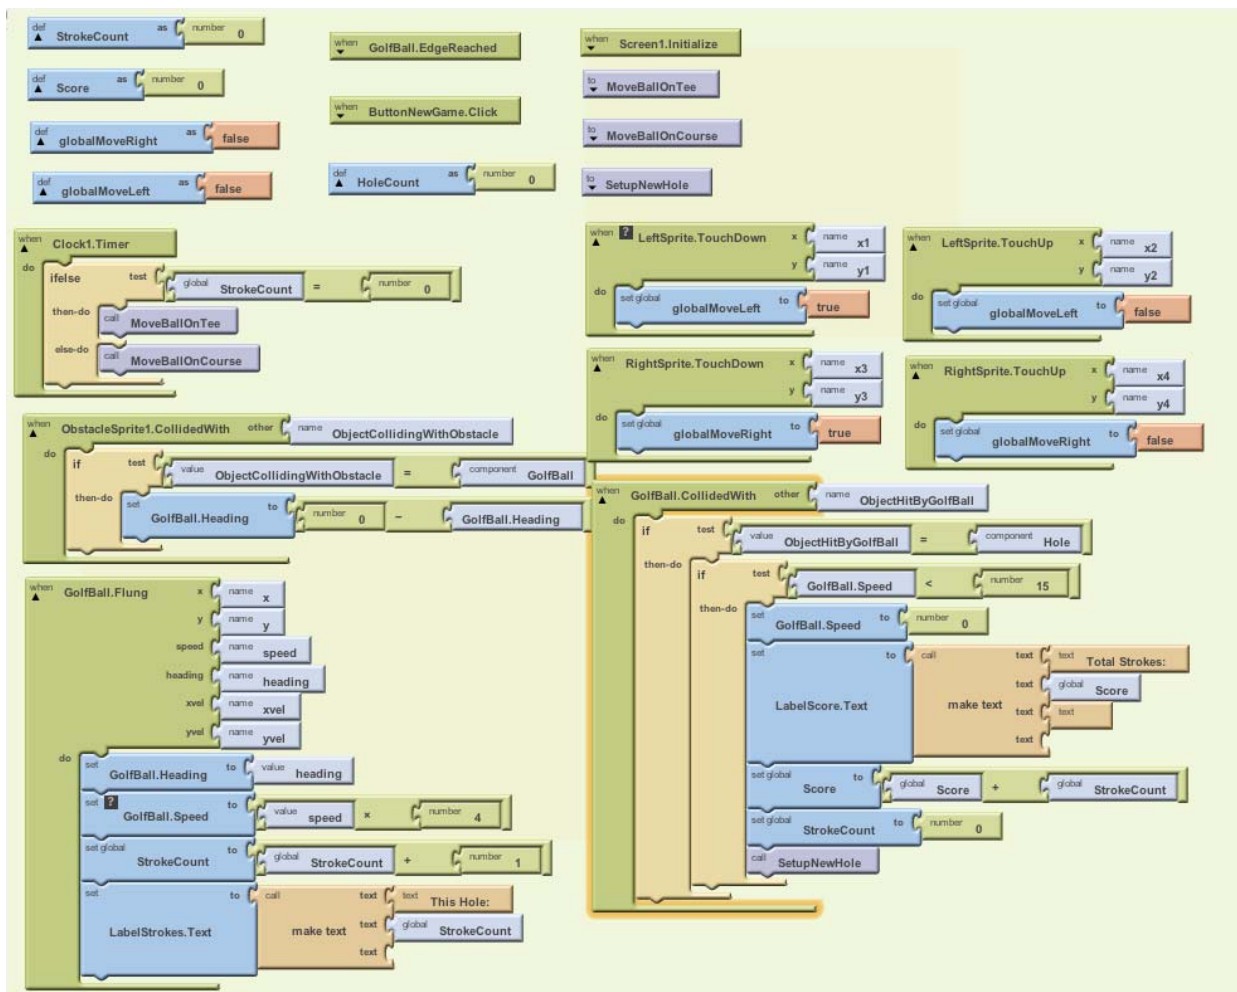 def StrokeCount as number 0
when GolfBall.EdgeReached
when Screen1.Initialize
def Score as number 0
to MoveBallOnTee
when ButtonNewGame.Click
def globalMoveRight as false
to MoveBallOnCourse
def globalMoveLeft as false
def HoleCount as number 0
to SetupNewHole
when Clock1.Timer
do ifelse test global StrokeCount = number 0
then-do call MoveBallOnTee
else-do call MoveBallOnCourse
when ? LeftSprite.TouchDown x name x1
y name y1
do set global globalMoveLeft to true
when LeftSprite.TouchUp x name x2
y name y2
do set global globalMoveLeft to false
when RightSprite.TouchDown x name x3
y name y3
do set global globalMoveRight to true
when RightSprite.TouchUp x name x4
y name y4
do set global globalMoveRight to false
when ObstacleSprite1.CollidedWith other name ObjectCollidingWithObstacle
do if test value ObjectCollidingWithObstacle = component GolfBall
then-do set GolfBall.Heading to number 0 - GolfBall.Heading
when GolfBall.Flung x name x
y name y
speed name speed
heading name heading
xvel name xvel
yvel name yvel
do set GolfBall.Heading to value heading
set ? GolfBall.Speed to value speed × number 4
set global StrokeCount to global StrokeCount + number 1
set LabelStrokes.Text to call make text text text This Hole:
text global StrokeCount
text
when GolfBall.CollidedWith other name ObjectHitByGolfBall
do if test value ObjectHitByGolfBall = component Hole
then-do if test GolfBall.Speed < number 15
then-do set GolfBall.Speed to number 0
set LabelScore.Text to call make text text text Total Strokes:
text global Score
text text
text
set global Score to global Score + global StrokeCount
set global StrokeCount to number 0
call SetupNewHole